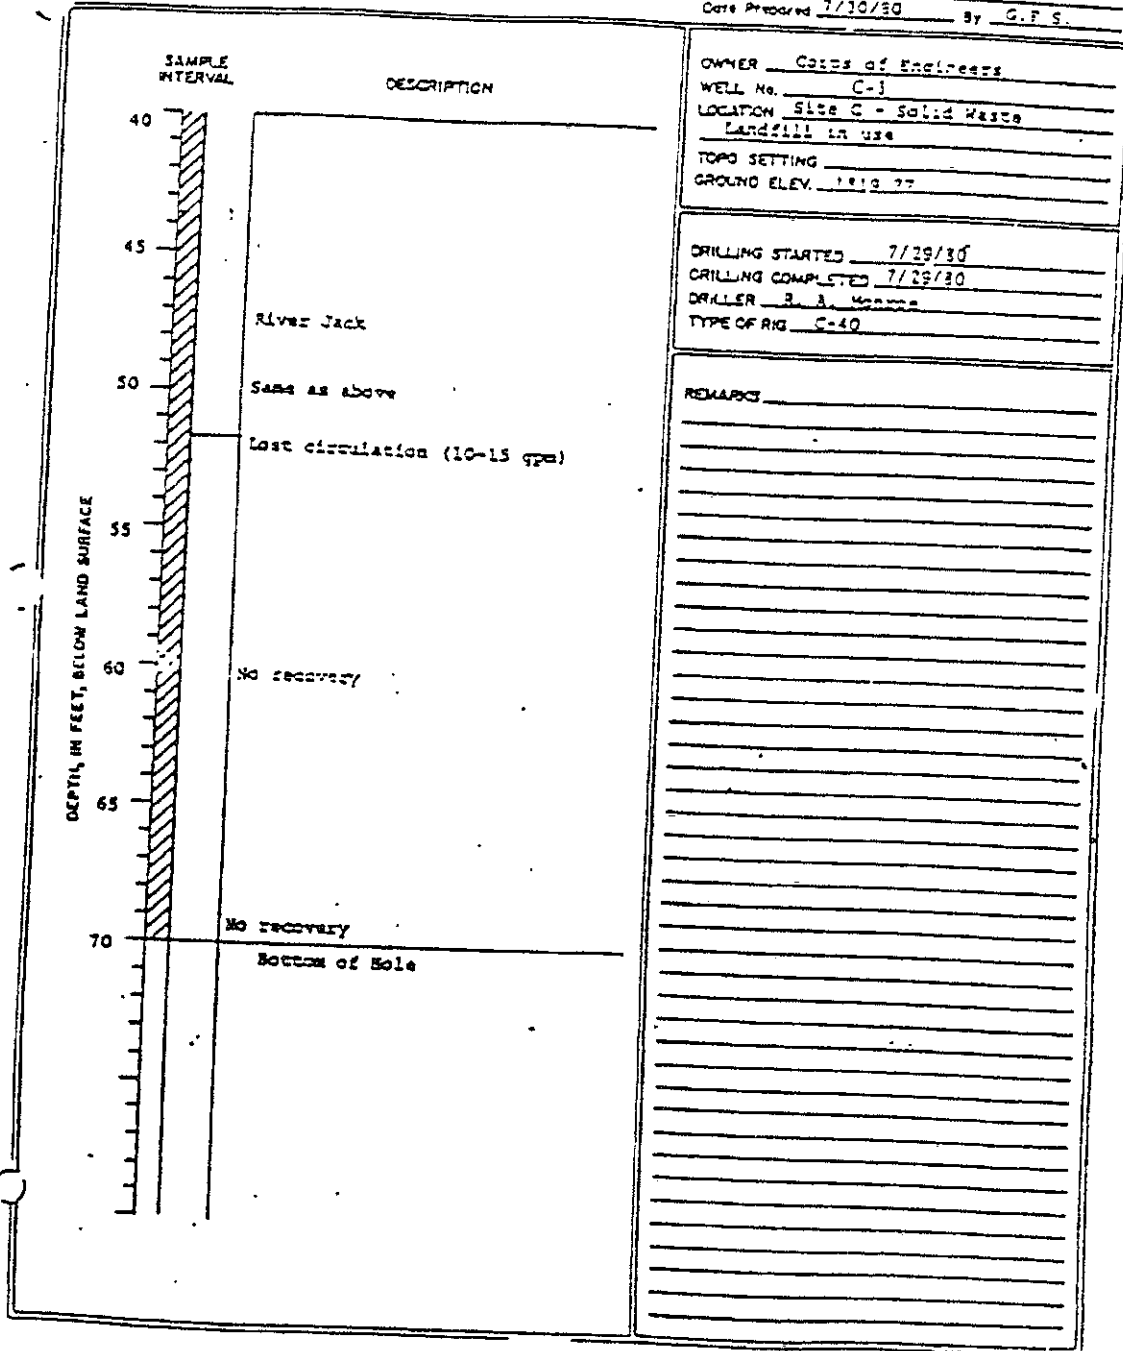 Date Prepared 7/30/80 By G.F.S.
SAMPLE
INTERVAL
DESCRIPTION
40
45
River Jack
50
Same as above
Lost circulation (10-15 gpm)
55
60
No recovery
65
No recovery
70
Bottom of Hole
DEPTH, IN FEET, BELOW LAND SURFACE
OWNER Corps of Engineers
WELL No.
LOCATION Site C - Solid Waste
Landfill in use
TOPO SETTING
GROUND ELEV.
DRILLING STARTED 7/29/80
DRILLING COMPLETED 7/29/80
DRILLER
TYPE OF RIG C-40
REMARKS